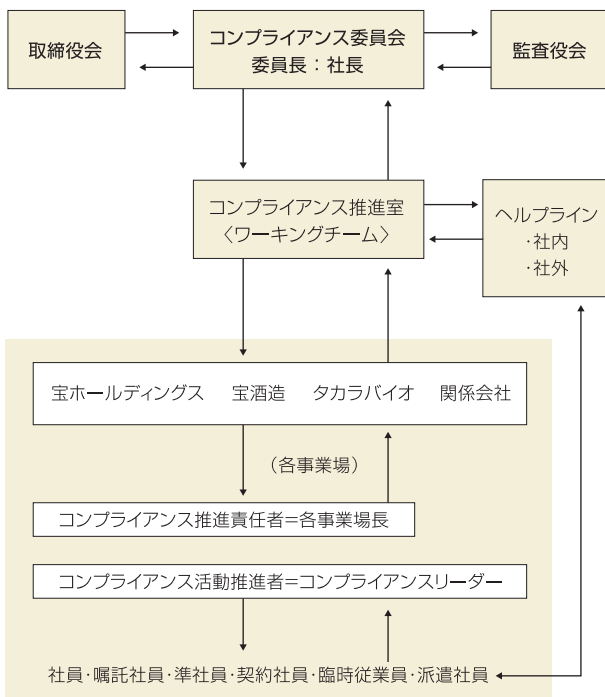 取締役会
コンプライアンス委員会
委員長：社長
監査役会
コンプライアンス推進室
〈ワーキングチーム〉
ヘルプライン
・社内
・社外
宝ホールディングス 宝酒造 タカラバイオ 関係会社
（各事業場）
コンプライアンス推進責任者＝各事業場長
コンプライアンス活動推進者＝コンプライアンスリーダー
社員・嘱託社員・準社員・契約社員・臨時従業員・派遣社員